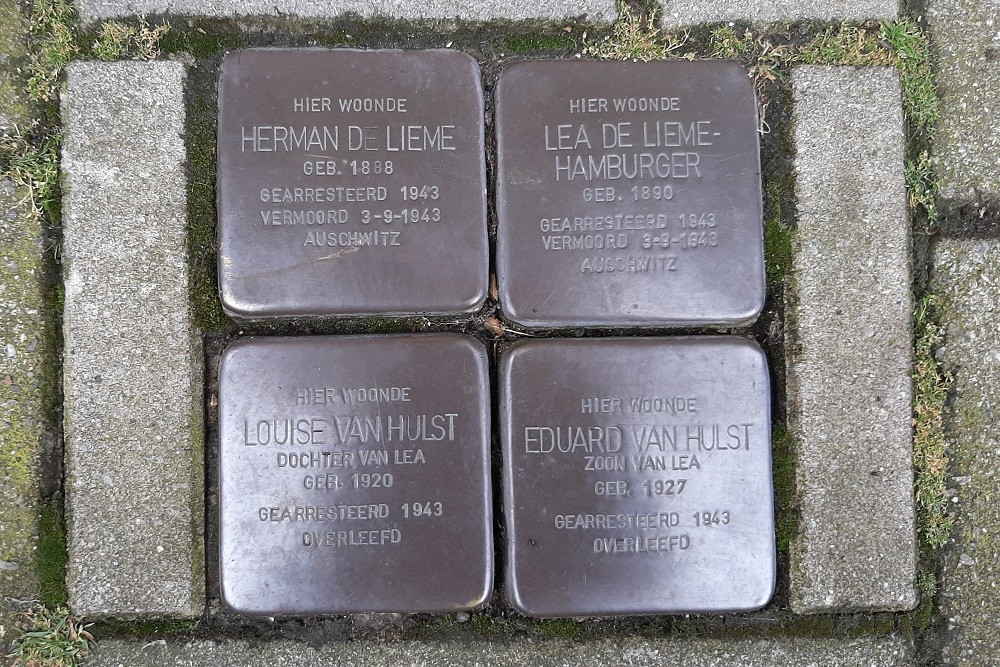 HIER WOONDE
HERMAN DE LIEME
GEB. 1888
GEARRESTEERD 1943
VERMOORD 3-9-1943
AUSCHWITZ
HIER WOONDE
LEA DE LIEME-
HAMBURGER
GEB. 1890
GEARRESTEERD 1943
VERMOORD 3-9-1943
AUSCHWITZ
HIER WOONDE
LOUISE VAN HULST
DOCHTER VAN LEA
GEB. 1920
GEARRESTEERD 1943
OVERLEEFD
HIER WOONDE
EDUARD VAN HULST
ZOON VAN LEA
GEB. 1927
GEARRESTEERD 1943
OVERLEEFD